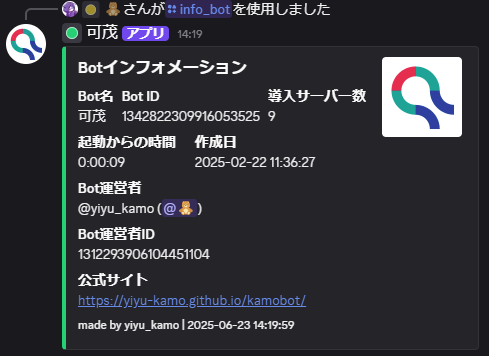 さんが info_bot を使用しました
可茂 アプリ 14:19
Botインフォメーション
Bot名 Bot ID 導入サーバー数
可茂 1342822309916053525 9
起動からの時間 作成日
0:00:09 2025-02-22 11:36:27
Bot運営者
@yiyu_kamo (@🧸)
Bot運営者ID
1312293906104451104
公式サイト
https://yiyu-kamo.github.io/kamobot/
made by yiyu_kamo | 2025-06-23 14:19:59